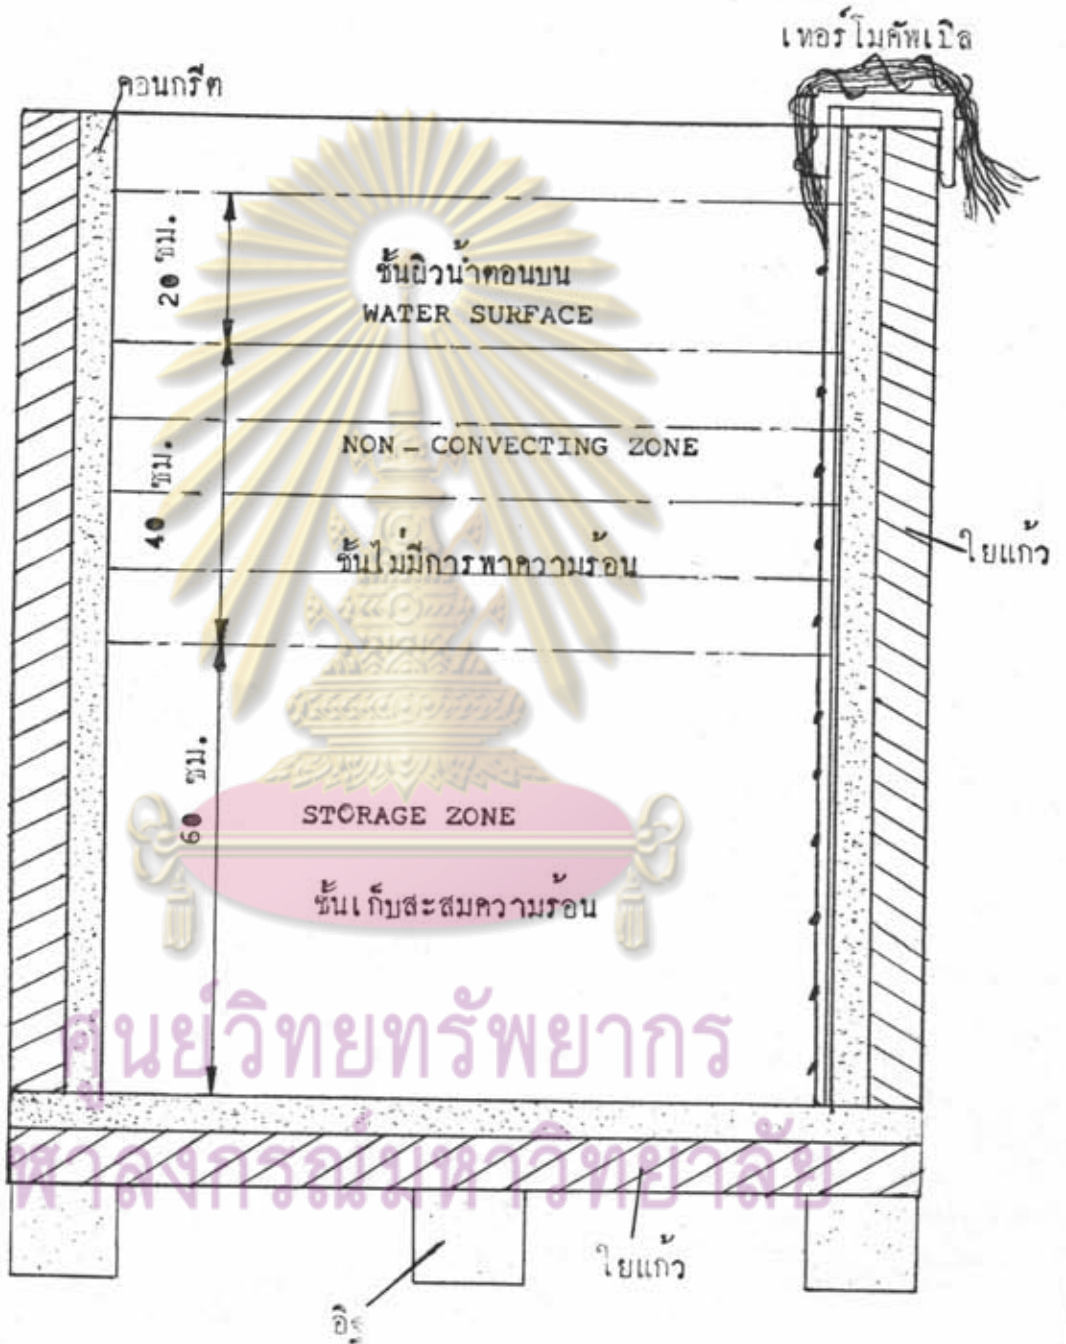 เทอร์โมคัพเปิล
คอนกรีต
20 ซม.
ชั้นผิวน้ำตอนบน
WATER SURFACE
40 ซม.
NON - CONVECTING ZONE
ชั้นไม่มีการพาความร้อน
ใยแก้ว
60 ซม.
STORAGE ZONE
ชั้นเก็บสะสมความร้อน
ศูนย์วิทยทรัพยากร
ฬาลงกรณ์มหาวิทยาลัย
ใยแก้ว